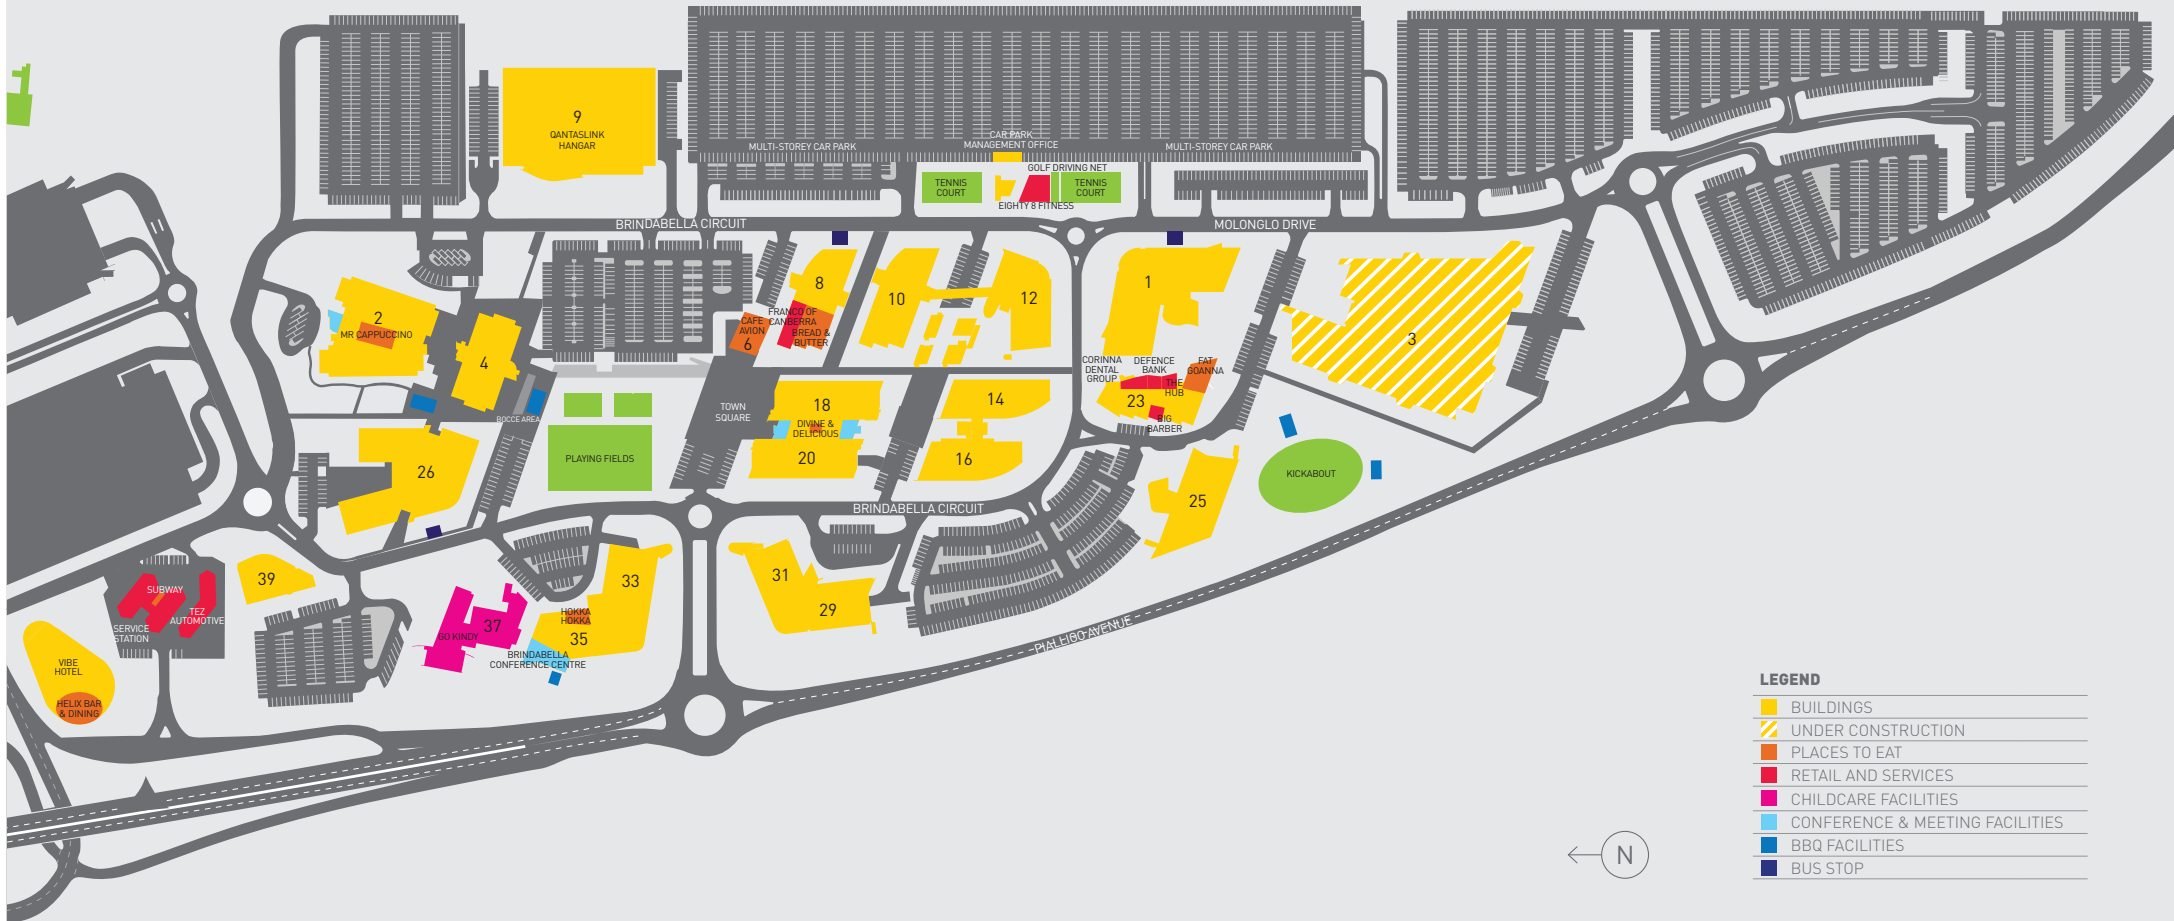 9
QANTASLINK
HANGAR
MULTI-STOREY CAR PARK
CAR PARK
MANAGEMENT OFFICE
MULTI-STOREY CAR PARK
GOLF DRIVING NET
TENNIS
COURT
TENNIS
COURT
EIGHTY 8 FITNESS
BRINDABELLA CIRCUIT
MOLONGLO DRIVE
2
MR CAPPUCCINO
4
8
FRANCO OF
CANBERRA
BREAD &
BUTTER
CAFE
AVION
6
10
12
1
3
CORINNA
DENTAL
GROUP
DEFENCE
BANK
FAT
GOANNA
THE
HUB
23
BIG
BARBER
BOCCE AREA
TOWN
SQUARE
18
DIVINE &
DELICIOUS
20
14
16
PLAYING FIELDS
26
KICKABOUT
25
BRINDABELLA CIRCUIT
39
SUBWAY
TEZ
AUTOMOTIVE
SERVICE
STATION
37
GO KINDY
33
HOKKA
HOKKA
35
BRINDABELLA
CONFERENCE CENTRE
31
29
PIALLIGO AVENUE
VIBE
HOTEL
HELIX BAR
& DINING
N
LEGEND
BUILDINGS
UNDER CONSTRUCTION
PLACES TO EAT
RETAIL AND SERVICES
CHILDCARE FACILITIES
CONFERENCE & MEETING FACILITIES
BBQ FACILITIES
BUS STOP